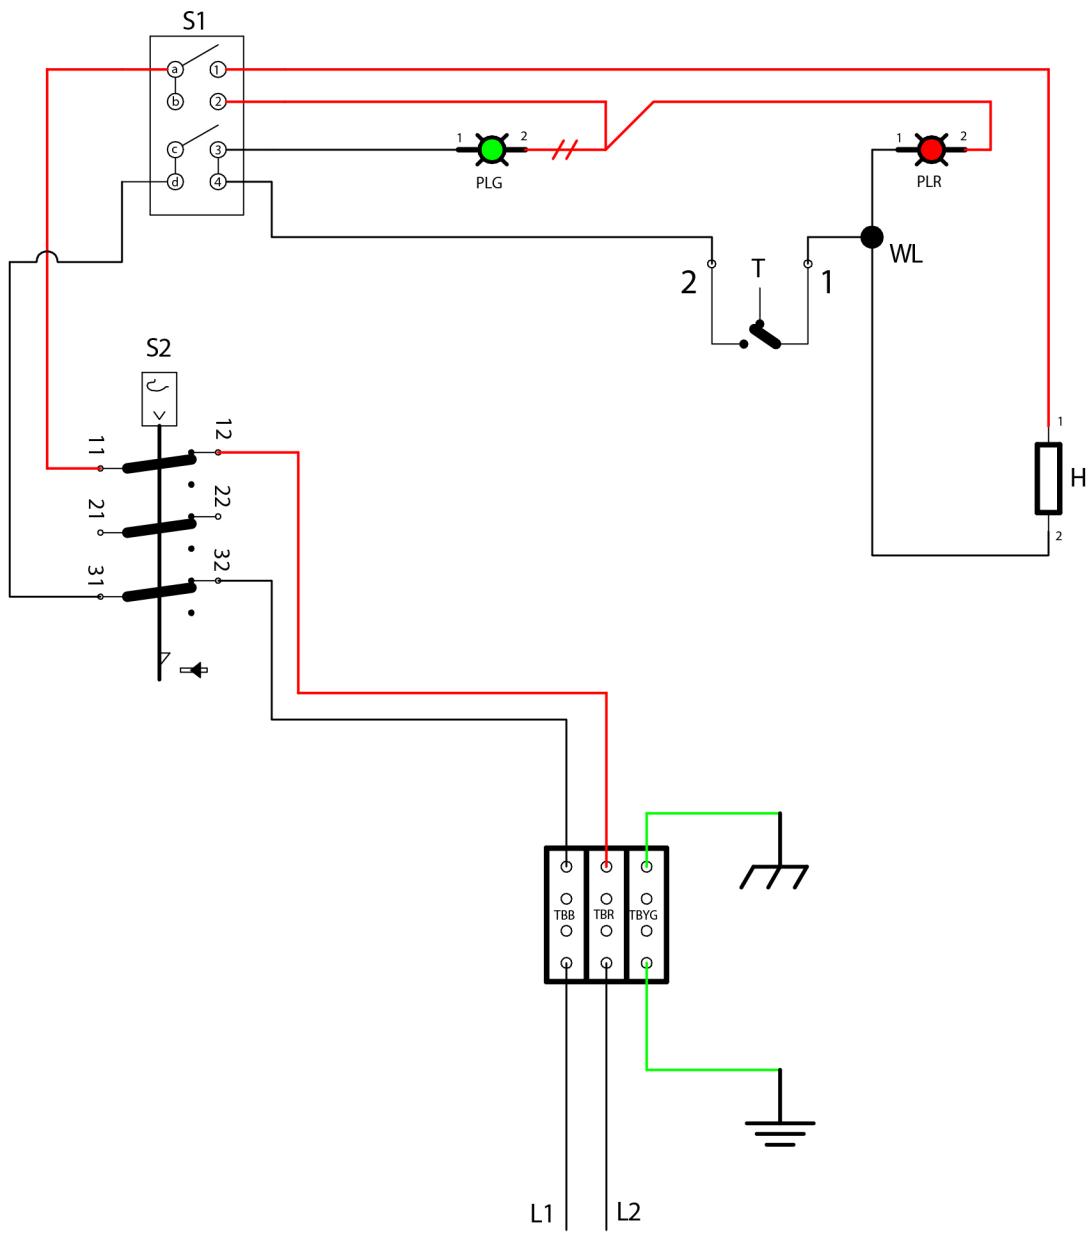 S1
a 1
b 2
c 3
d 4
1 2
PLG
1 2
PLR
WL
2 T 1
S2
11 12
21 22
31 32
1
H
2
TBB TBR TBYG
L1 L2